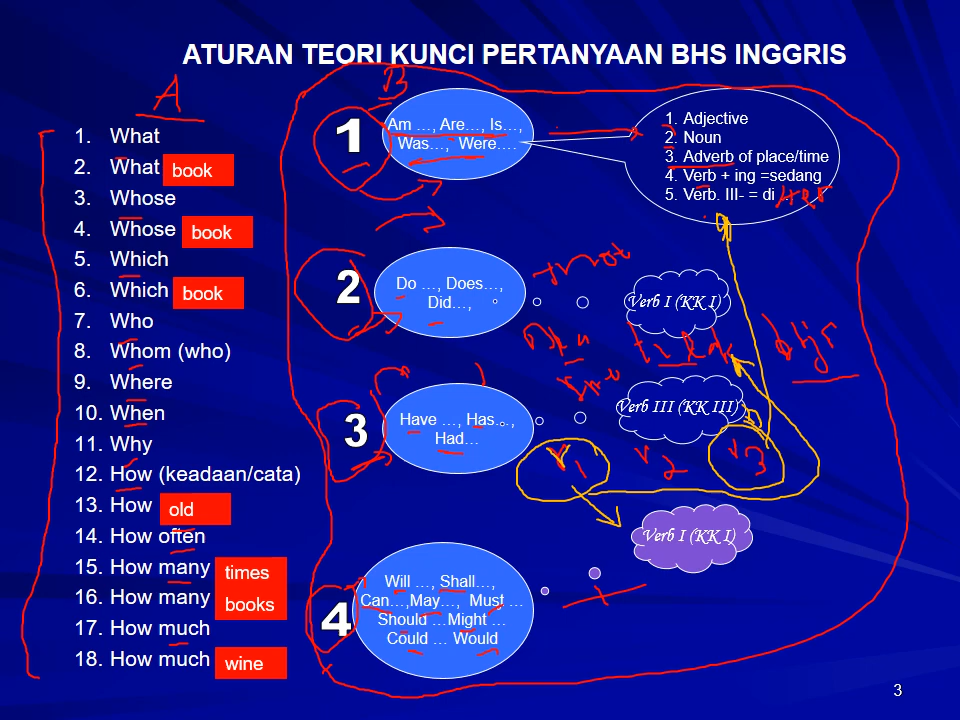 ATURAN TEORI KUNCI PERTANYAAN BHS INGGRIS
A
1. What
2. What book
3. Whose
4. Whose book
5. Which
6. Which book
7. Who
8. Whom (who)
9. Where
10. When
11. Why
12. How (keadaan/cata)
13. How old
14. How often
15. How many times
16. How many books
17. How much
18. How much wine
B
1
Am …, Are…, Is…,
Was…, Were….
1. Adjective
2. Noun
3. Adverb of place/time
4. Verb + ing =sedang
5. Verb. III- = di ..
2
Do …, Does…,
Did…,
Verb I (KK I)
3
Have …, Has…,
Had…
Verb III (KK III)
V1 V2 V3
4
Will …, Shall…,
Can…,May…, Must …
Should …Might …
Could … Would
Verb I (KK I)
3